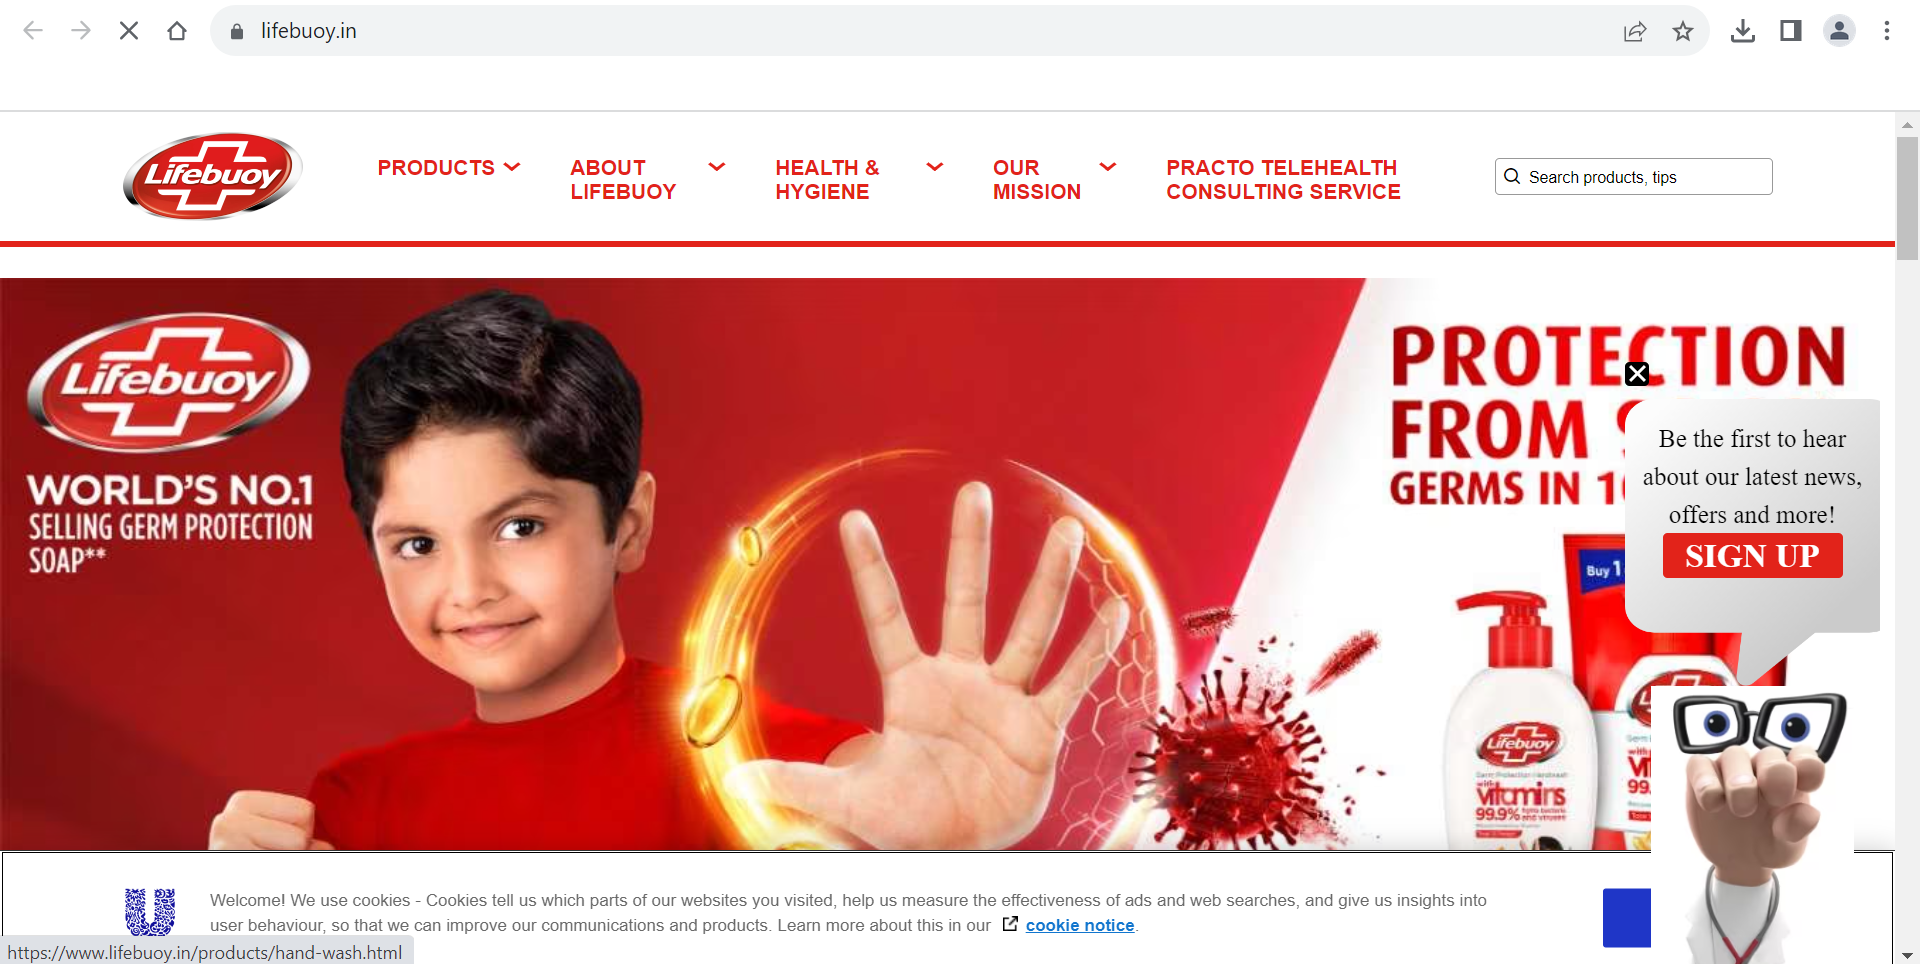 lifebuoy.in
Lifebuoy
PRODUCTS
ABOUT
LIFEBUOY
HEALTH &
HYGIENE
OUR
MISSION
PRACTO TELEHEALTH
CONSULTING SERVICE
Search products, tips
Lifebuoy
WORLD'S NO.1
SELLING GERM PROTECTION
SOAP**
PROTECTION
FROM
GERMS IN
Be the first to hear
about our latest news,
offers and more!
SIGN UP
Buy 1
Lifebuoy
Germ Protection Handwash
with
vitamins
99.9%
Welcome! We use cookies - Cookies tell us which parts of our websites you visited, help us measure the effectiveness of ads and web searches, and give us insights into
user behaviour, so that we can improve our communications and products. Learn more about this in our cookie notice.
https://www.lifebuoy.in/products/hand-wash.html